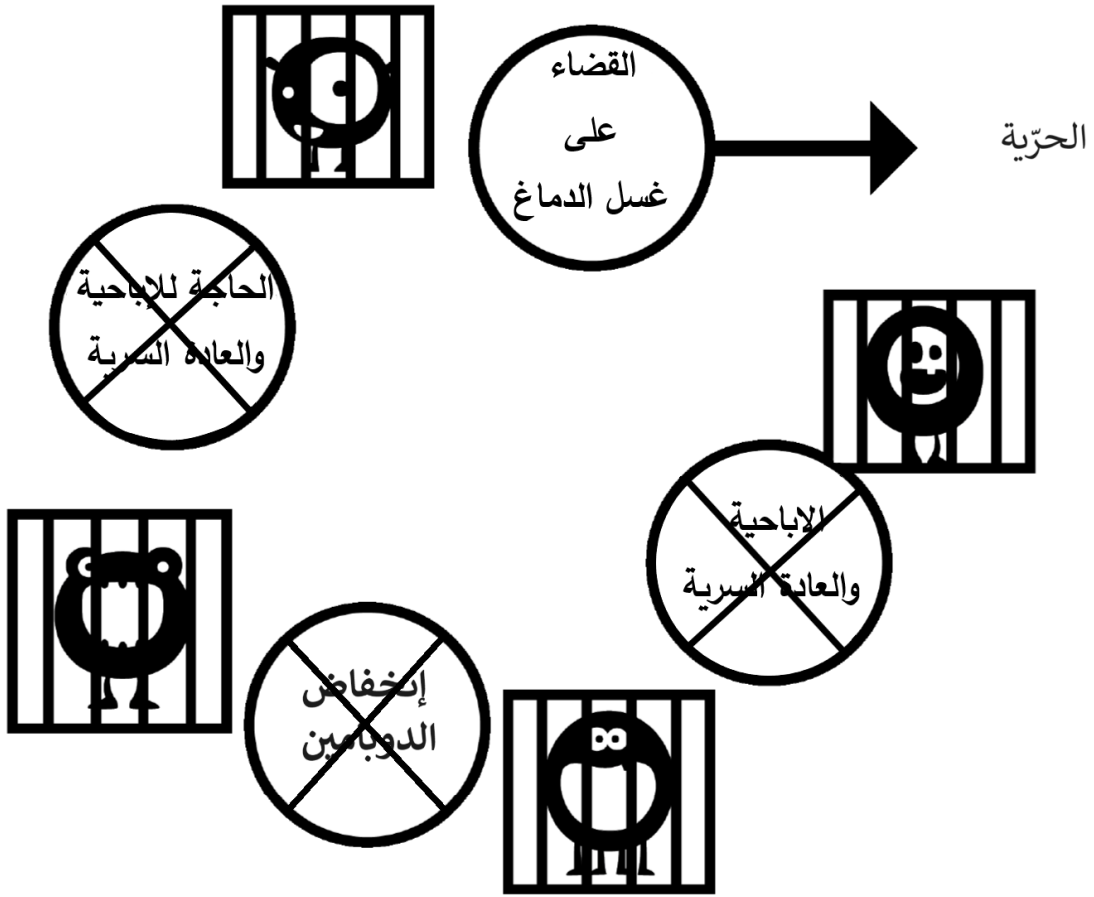 القضاء
على
غسل الدماغ
الحرّية
الاباحية
والعادة السرية
إنخفاض
الدوبامين
الحاجة للإباحية
والعادة السرية